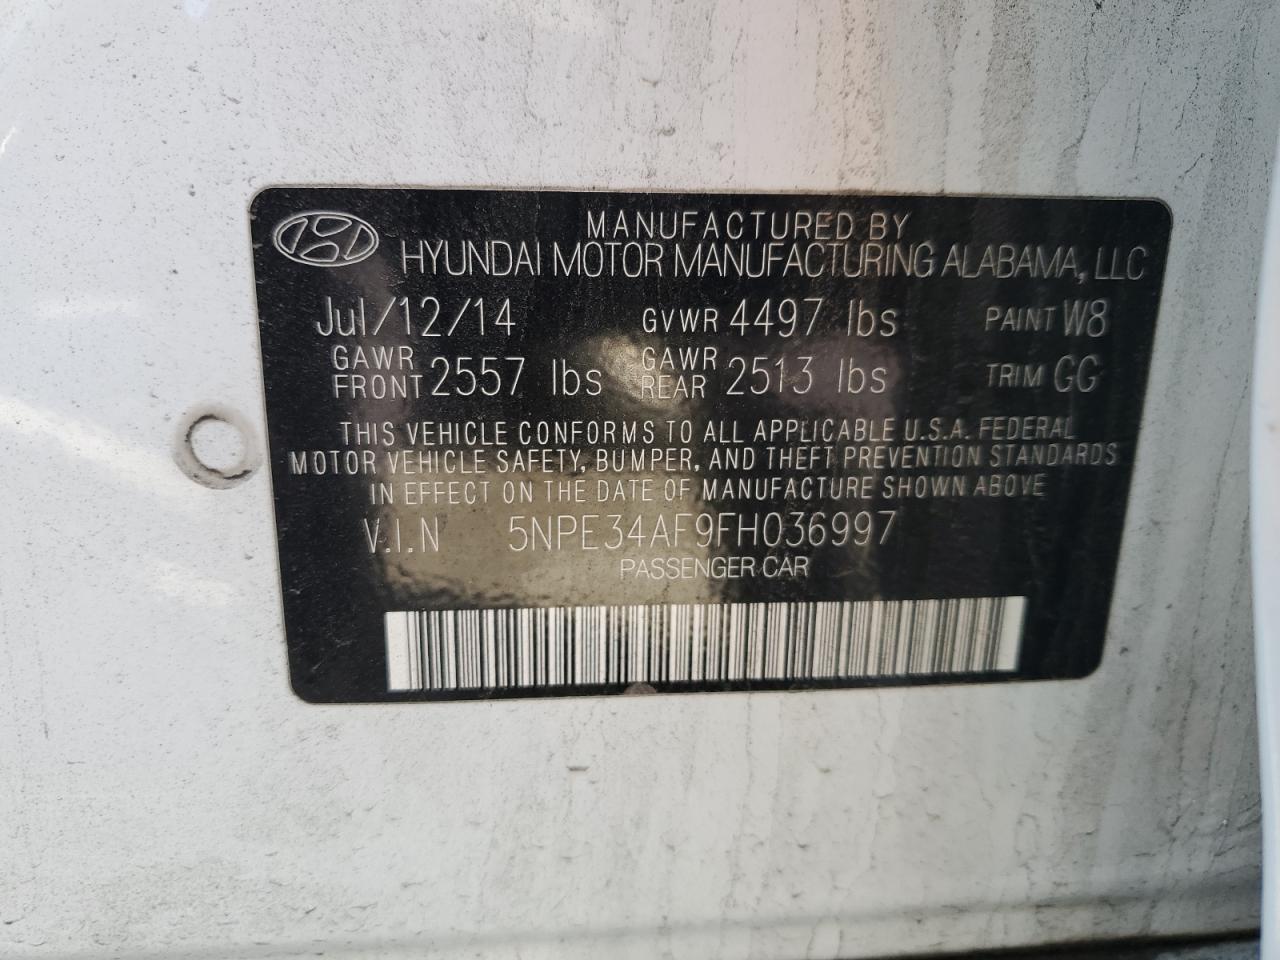 MANUFACTURED BY
HYUNDAI MOTOR MANUFACTURING ALABAMA, LLC
Jul/12/14 GVWR 4497 lbs PAINT W8
GAWR FRONT 2557 lbs GAWR REAR 2513 lbs TRIM GG
THIS VEHICLE CONFORMS TO ALL APPLICABLE U.S.A. FEDERAL
MOTOR VEHICLE SAFETY, BUMPER, AND THEFT PREVENTION STANDARDS
IN EFFECT ON THE DATE OF MANUFACTURE SHOWN ABOVE
V.I.N 5NPE34AF9FH036997
PASSENGER CAR